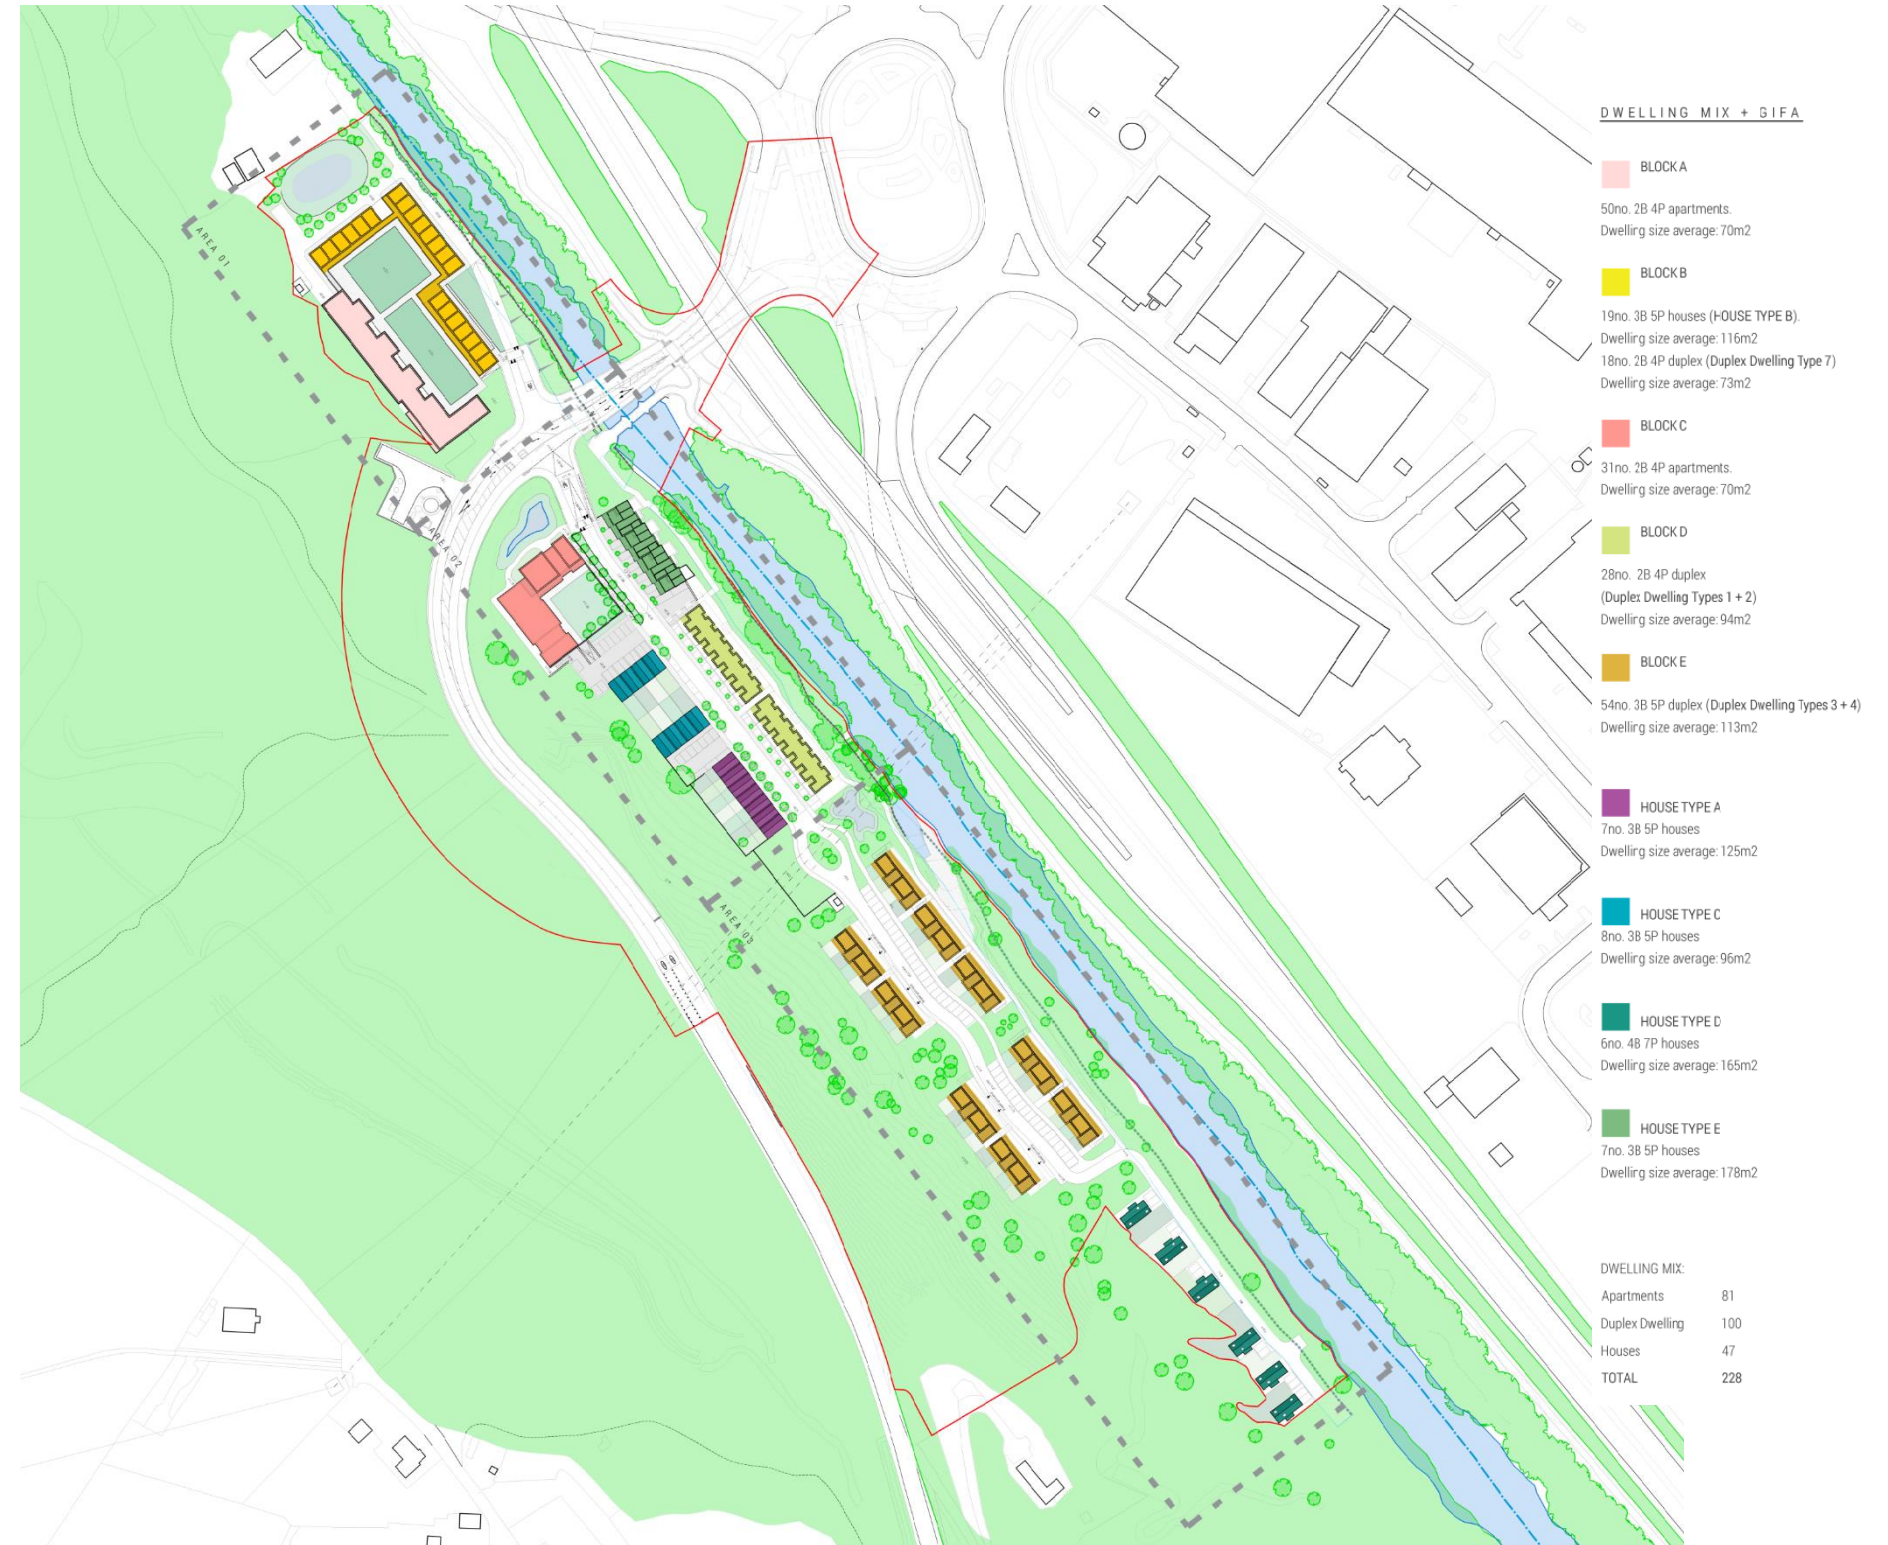 DWELLING MIX + GIFA
BLOCK A
50no. 2B 4P apartments.
Dwelling size average: 70m2
BLOCK B
19no. 3B 5P houses (HOUSE TYPE B).
Dwelling size average: 116m2
18no. 2B 4P duplex (Duplex Dwelling Type 7)
Dwelling size average: 73m2
BLOCK C
31no. 2B 4P apartments.
Dwelling size average: 70m2
BLOCK D
28no. 2B 4P duplex
(Duplex Dwelling Types 1 + 2)
Dwelling size average: 94m2
BLOCK E
54no. 3B 5P duplex (Duplex Dwelling Types 3 + 4)
Dwelling size average: 113m2
HOUSE TYPE A
7no. 3B 5P houses
Dwelling size average: 125m2
HOUSE TYPE C
8no. 3B 5P houses
Dwelling size average: 96m2
HOUSE TYPE D
6no. 4B 7P houses
Dwelling size average: 165m2
HOUSE TYPE E
7no. 3B 5P houses
Dwelling size average: 178m2
DWELLING MIX:
Apartments 81
Duplex Dwelling 100
Houses 47
TOTAL 228
AREA 01
AREA 02
AREA 03